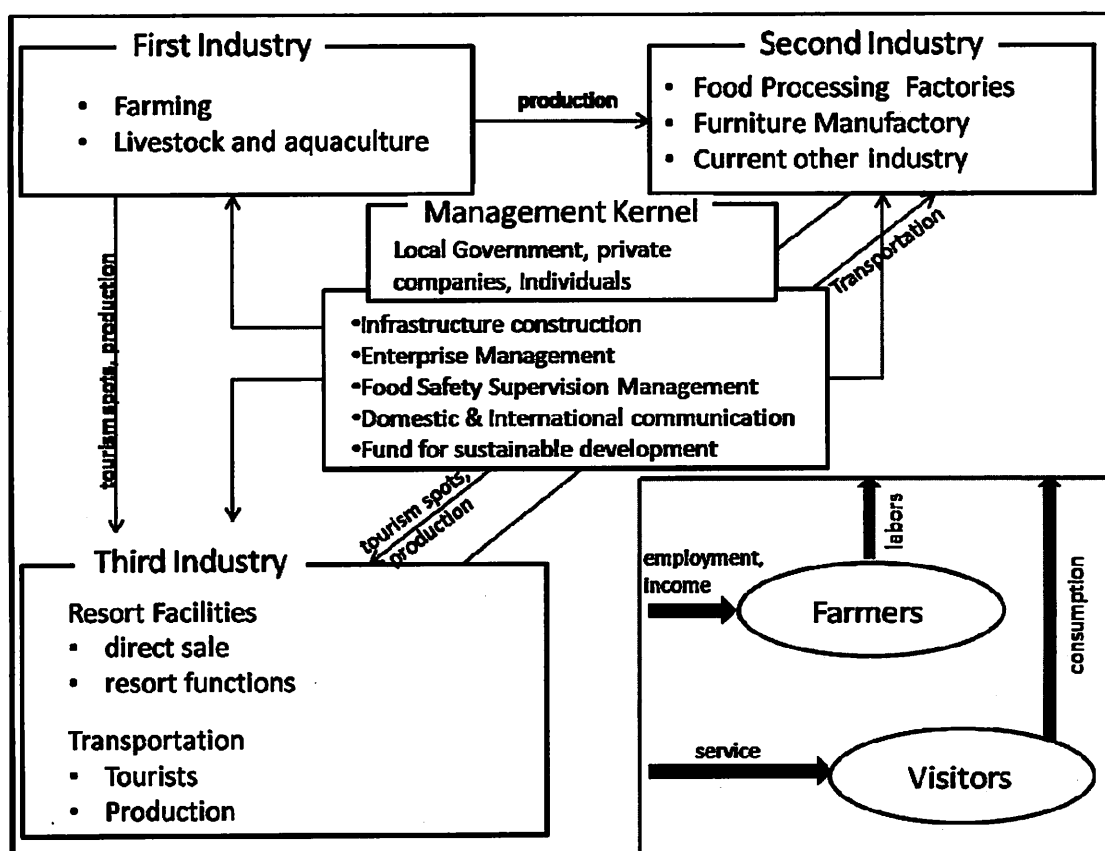 First Industry
▪ Farming
▪ Livestock and aquaculture
production
Second Industry
▪ Food Processing Factories
▪ Furniture Manufactory
▪ Current other industry
Management Kernel
Local Government, private
companies, Individuals
•Infrastructure construction
•Enterprise Management
•Food Safety Supervision Management
•Domestic & International communication
•Fund for sustainable development
Transportation
tourism spots, production
tourism spots,
production
Third Industry
Resort Facilities
▪ direct sale
▪ resort functions
Transportation
▪ Tourists
▪ Production
employment,
income
Farmers
labors
consumption
service
Visitors